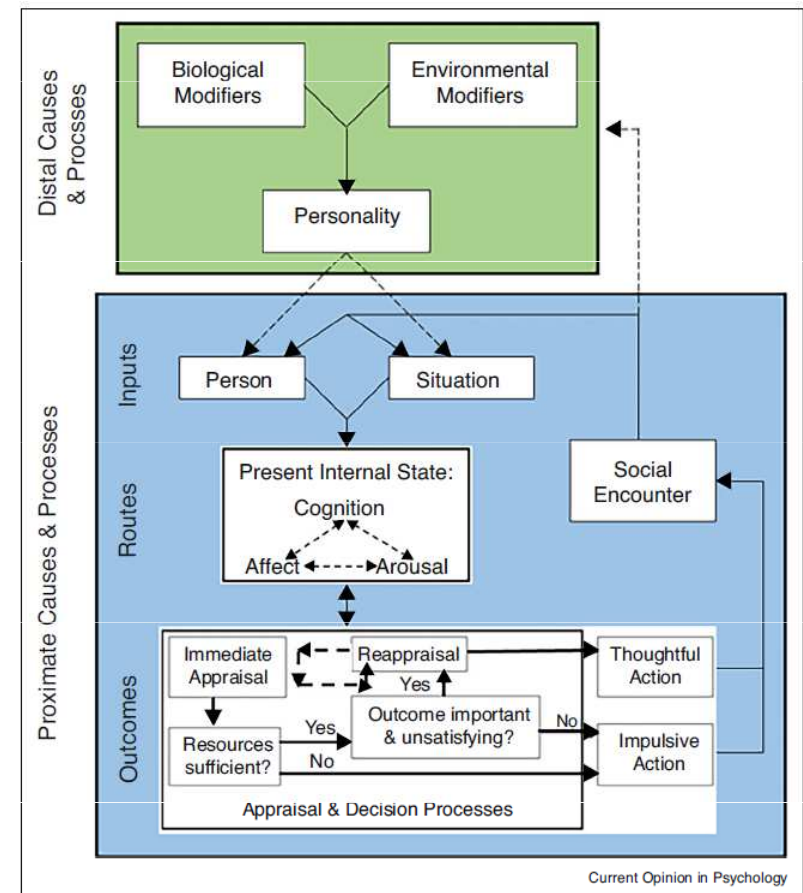 Distal Causes
& Procsses
Biological
Modifiers
Environmental
Modifiers
Personality
Proximate Causes & Processes
Inputs
Person
Situation
Routes
Present Internal State:
Cognition
Affect
Arousal
Social
Encounter
Outcomes
Immediate
Appraisal
Reappraisal
Thoughtful
Action
Yes
Resources
sufficient?
Yes
No
Outcome important
& unsatisfying?
No
Impulsive
Action
Appraisal & Decision Processes
Current Opinion in Psychology